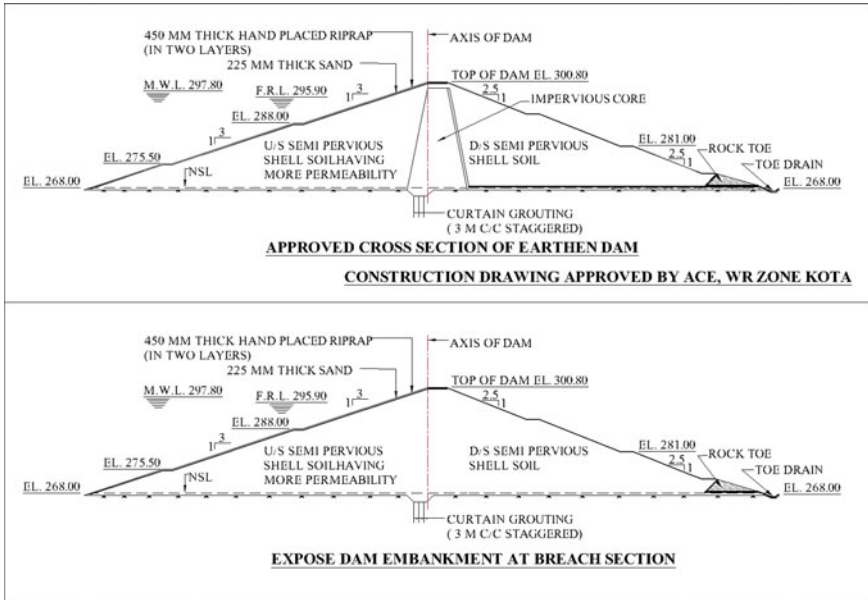 450 MM THICK HAND PLACED RIPRAP
(IN TWO LAYERS)
225 MM THICK SAND
AXIS OF DAM
M.W.L. 297.80
F.R.L. 295.90
3
1
TOP OF DAM EL. 300.80
2.5
1
IMPERVIOUS CORE
EL. 288.00
3
1
EL. 275.50
NSL
U/S SEMI PERVIOUS
SHELL SOILHAVING
MORE PERMEABILITY
D/S SEMI PERVIOUS
SHELL SOIL
EL. 281.00
2.5
1
ROCK TOE
TOE DRAIN
EL. 268.00
EL. 268.00
CURTAIN GROUTING
( 3 M C/C STAGGERED)
APPROVED CROSS SECTION OF EARTHEN DAM
CONSTRUCTION DRAWING APPROVED BY ACE, WR ZONE KOTA
450 MM THICK HAND PLACED RIPRAP
(IN TWO LAYERS)
225 MM THICK SAND
AXIS OF DAM
M.W.L. 297.80
F.R.L. 295.90
3
1
TOP OF DAM EL. 300.80
2.5
1
EL. 288.00
3
1
EL. 275.50
NSL
U/S SEMI PERVIOUS
SHELL SOILHAVING
MORE PERMEABILITY
D/S SEMI PERVIOUS
SHELL SOIL
EL. 281.00
2.5
1
ROCK TOE
TOE DRAIN
EL. 268.00
EL. 268.00
CURTAIN GROUTING
( 3 M C/C STAGGERED)
EXPOSE DAM EMBANKMENT AT BREACH SECTION